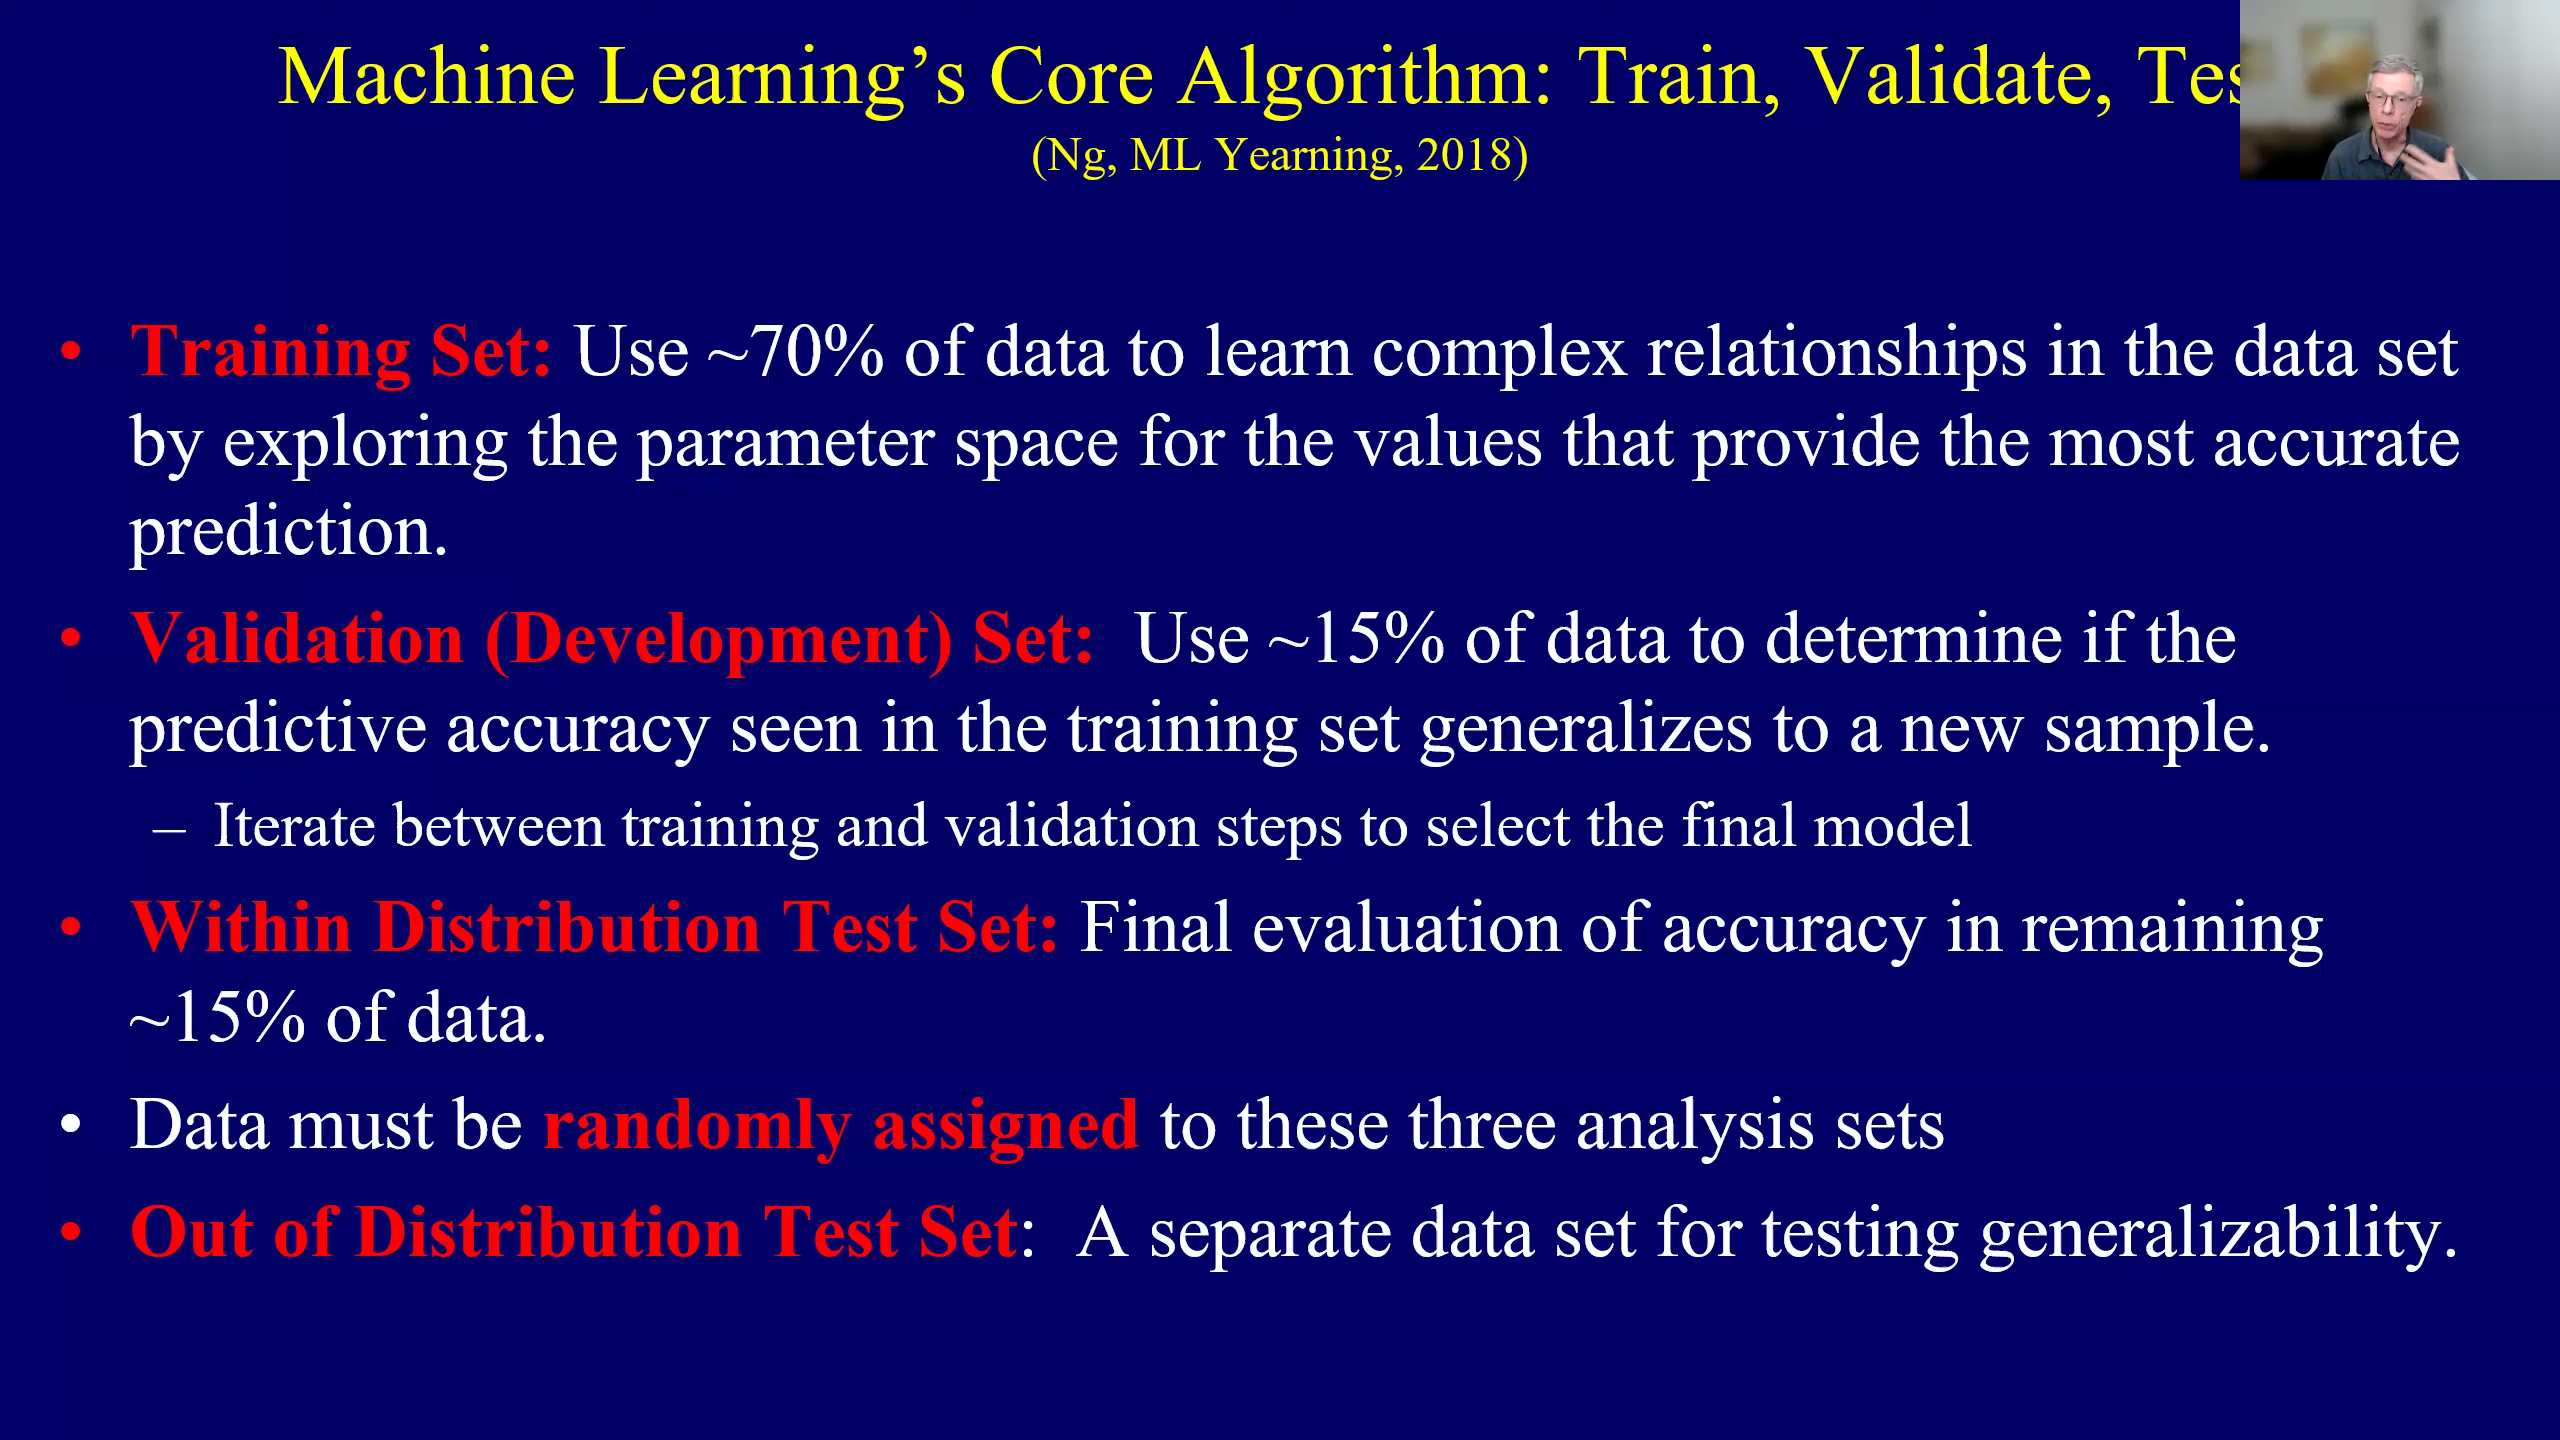 Machine Learning’s Core Algorithm: Train, Validate,
(Ng, ML Yearning, 2018)
• Training Set: Use ~70% of data to learn complex relationships in the data set
by exploring the parameter space for the values that provide the most accurate
prediction.
• Validation (Development) Set: Use ~15% of data to determine if the
predictive accuracy seen in the training set generalizes to a new sample.
– Iterate between training and validation steps to select the final model
• Within Distribution Test Set: Final evaluation of accuracy in remaining
~15% of data.
• Data must be randomly assigned to these three analysis sets
• Out of Distribution Test Set: A separate data set for testing generalizability.